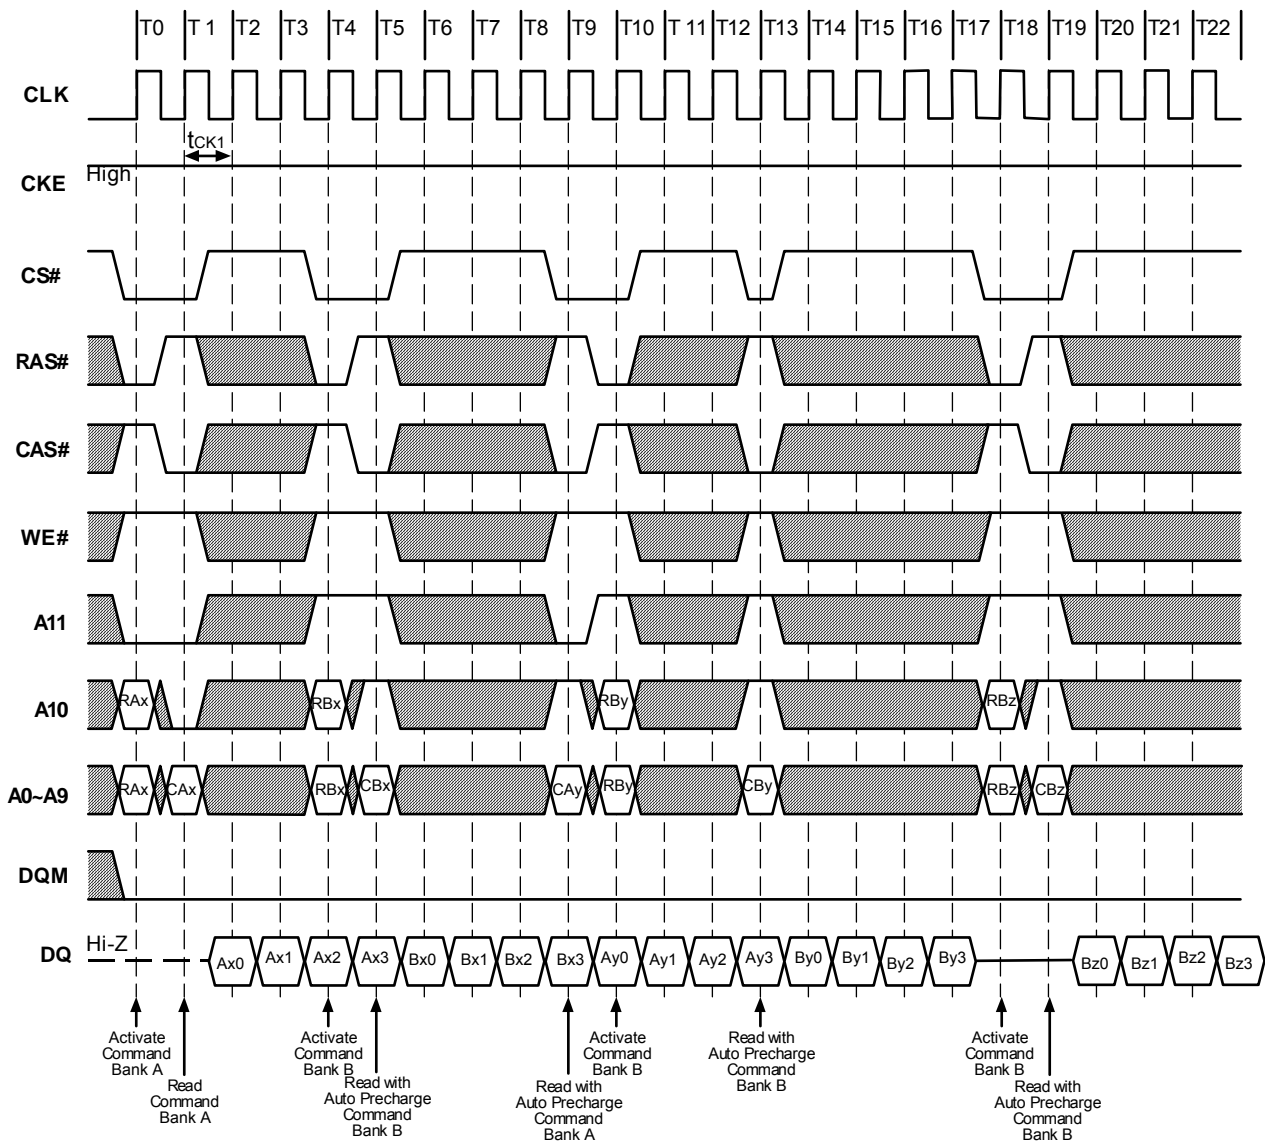 T0 T 1 T2 T3 T4 T5 T6 T7 T8 T9 T10 T 11 T12 T13 T14 T15 T16 T17 T18 T19 T20 T21 T22
CLK
tCK1
High
CKE
CS#
RAS#
CAS#
WE#
A11
A10
RAx RBx RBy RBz
A0~A9
RAx CAx RBx CBx CAy RBy CBy RBz CBz
DQM
Hi-Z
DQ
Ax0 Ax1 Ax2 Ax3 Bx0 Bx1 Bx2 Bx3 Ay0 Ay1 Ay2 Ay3 By0 By1 By2 By3 Bz0 Bz1 Bz2 Bz3
Activate
Command
Bank A
Read
Command
Bank A
Activate
Command
Bank B
Read with
Auto Precharge
Command
Bank B
Read with
Auto Precharge
Command
Bank A
Activate
Command
Bank B
Read with
Auto Precharge
Command
Bank B
Activate
Command
Bank B
Read with
Auto Precharge
Command
Bank B